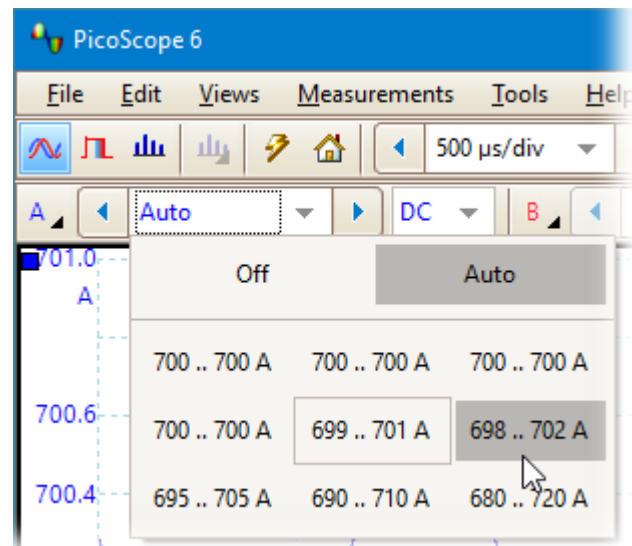 PicoScope 6
File Edit Views Measurements Tools Help
500 µs/div
A Auto DC B
701.0
A
Off Auto
700 .. 700 A 700 .. 700 A 700 .. 700 A
700.6
700 .. 700 A 699 .. 701 A 698 .. 702 A
700.4
695 .. 705 A 690 .. 710 A 680 .. 720 A